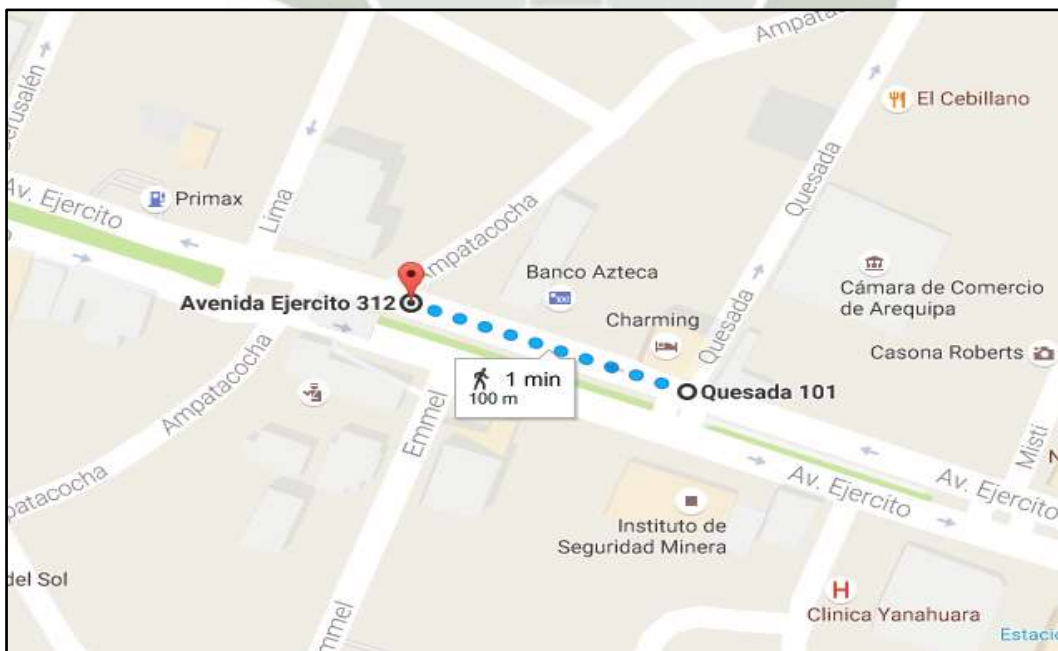 Ampatacocha
Jerusalén
El Cebillano
Quesada
Av. Ejercito
Primax
Lima
Ampatacocha
Banco Azteca
Cámara de Comercio
de Arequipa
Avenida Ejercito 312
Charming
Quesada
Casona Roberts
1 min
100 m
Quesada 101
Ampatacocha
Emmel
Misti
Av. Ejercito
Av. Ejercito
patacocha
Instituto de
Seguridad Minera
del Sol
Clinica Yanahuara
Emmel
Estacio